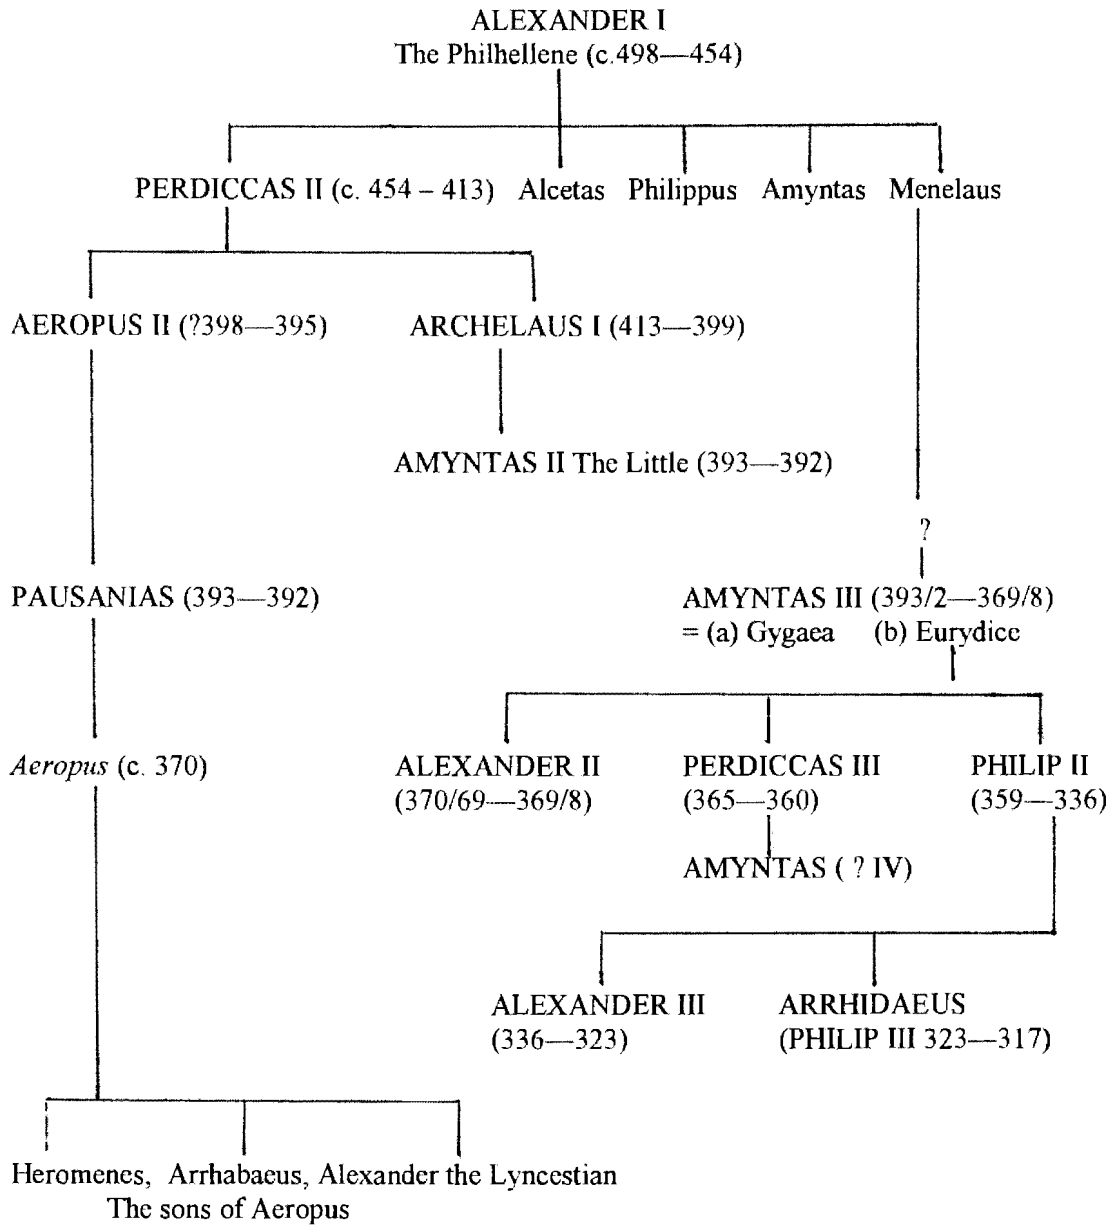 ALEXANDER I
The Philhellene (c.498—454)
PERDICCAS II (c. 454 – 413) Alcetas Philippus Amyntas Menelaus
AEROPUS II (?398—395) ARCHELAUS I (413—399)
AMYNTAS II The Little (393—392)
?
PAUSANIAS (393—392) AMYNTAS III (393/2—369/8)
= (a) Gygaea (b) Eurydice
Aeropus (c. 370) ALEXANDER II PERDICCAS III PHILIP II
(370/69—369/8) (365—360) (359—336)
AMYNTAS ( ? IV)
ALEXANDER III ARRHIDAEUS
(336—323) (PHILIP III 323—317)
Heromenes, Arrhabaeus, Alexander the Lyncestian
The sons of Aeropus